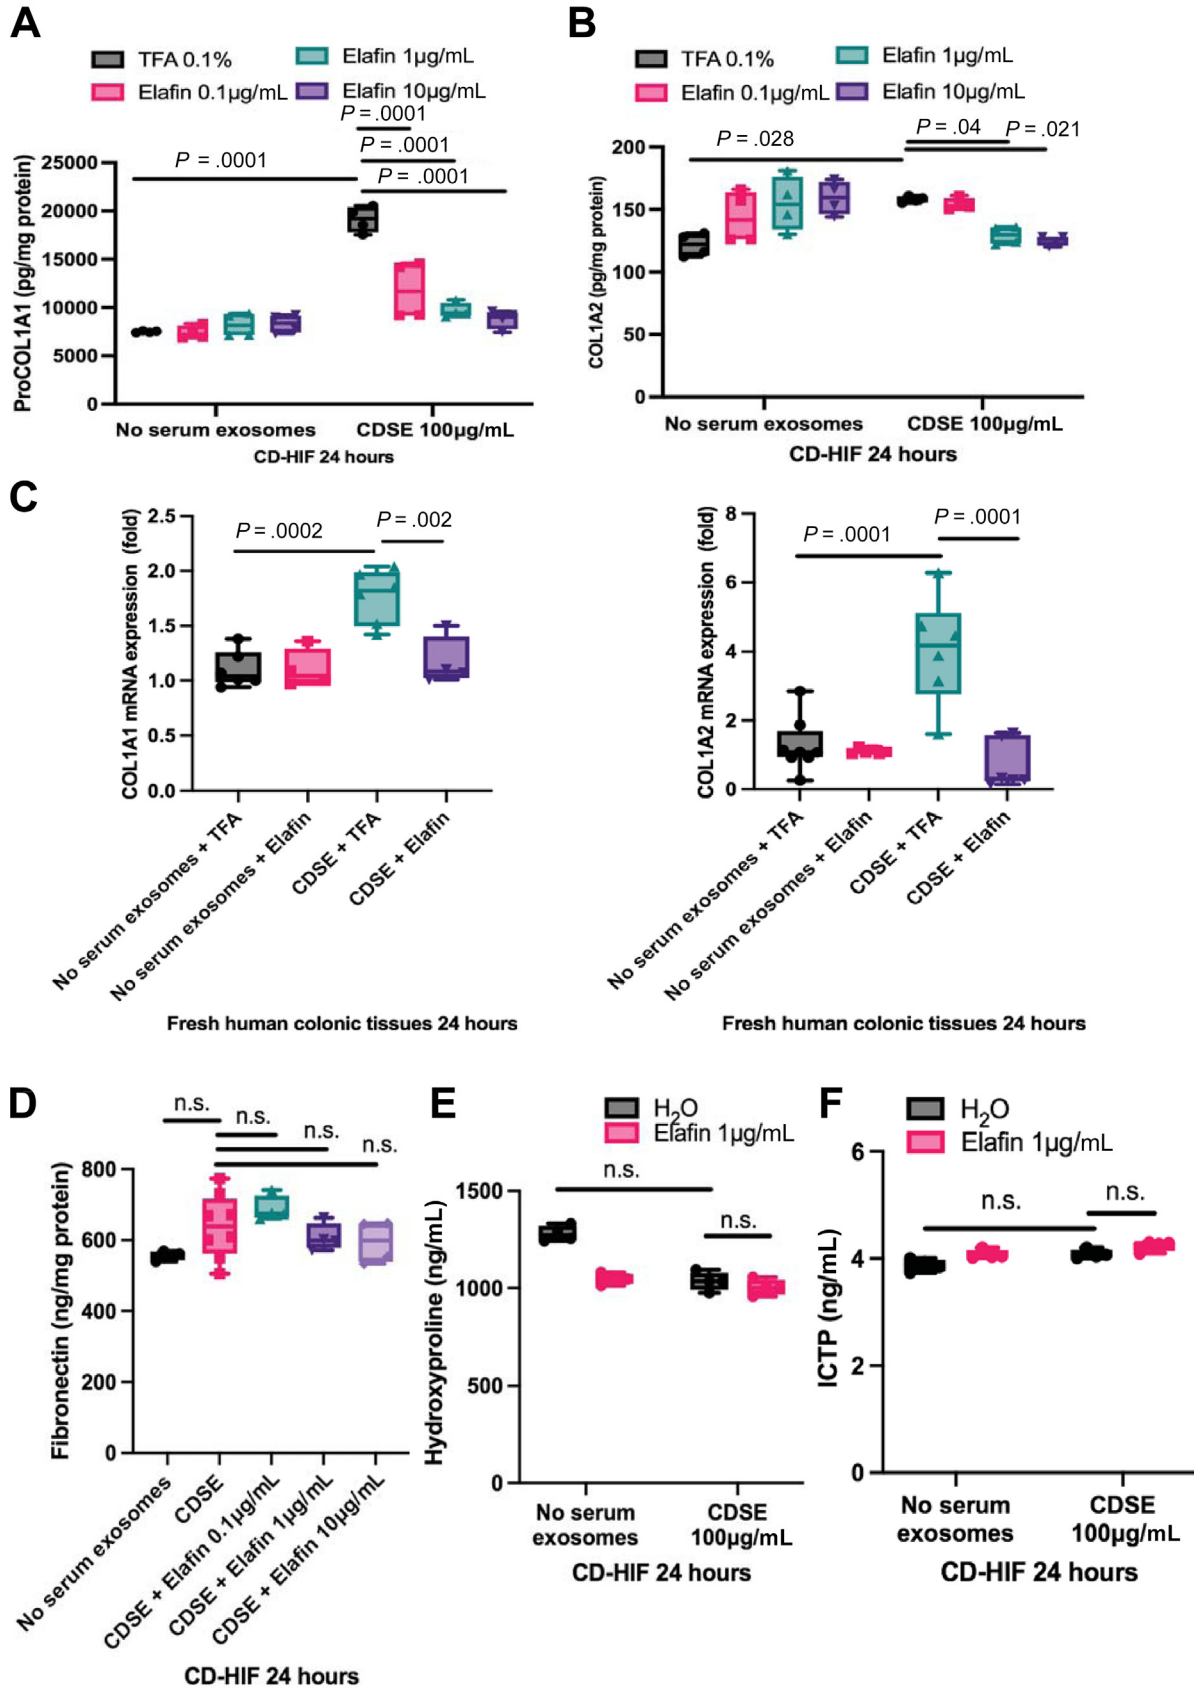 A
TFA 0.1%
Elafin 1µg/mL
Elafin 0.1µg/mL
Elafin 10µg/mL
P = .0001
P = .0001
P = .0001
P = .0001
ProCOL1A1 (pg/mg protein)
25000
20000
15000
10000
5000
0
No serum exosomes
CDSE 100µg/mL
CD-HIF 24 hours
B
TFA 0.1%
Elafin 1µg/mL
Elafin 0.1µg/mL
Elafin 10µg/mL
P = .028
P = .04
P = .021
COL1A2 (pg/mg protein)
200
150
100
50
0
No serum exosomes
CDSE 100µg/mL
CD-HIF 24 hours
C
COL1A1 mRNA expression (fold)
2.5
2.0
1.5
1.0
0.5
0.0
P = .0002
P = .002
No serum exosomes + TFA
No serum exosomes + Elafin
CDSE + TFA
CDSE + Elafin
Fresh human colonic tissues 24 hours
COL1A2 mRNA expression (fold)
8
6
4
2
0
P = .0001
P = .0001
No serum exosomes + TFA
No serum exosomes + Elafin
CDSE + TFA
CDSE + Elafin
Fresh human colonic tissues 24 hours
D
n.s.
n.s.
n.s.
n.s.
Fibronectin (ng/mg protein)
800
600
400
200
0
No serum exosomes
CDSE
CDSE + Elafin 0.1µg/mL
CDSE + Elafin 1µg/mL
CDSE + Elafin 10µg/mL
CD-HIF 24 hours
E
H₂O
Elafin 1µg/mL
n.s.
n.s.
Hydroxyproline (ng/mL)
1500
1000
500
0
No serum
exosomes
CDSE
100µg/mL
CD-HIF 24 hours
F
H₂O
Elafin 1µg/mL
n.s.
n.s.
ICTP (ng/mL)
6
4
2
0
No serum
exosomes
CDSE
100µg/mL
CD-HIF 24 hours